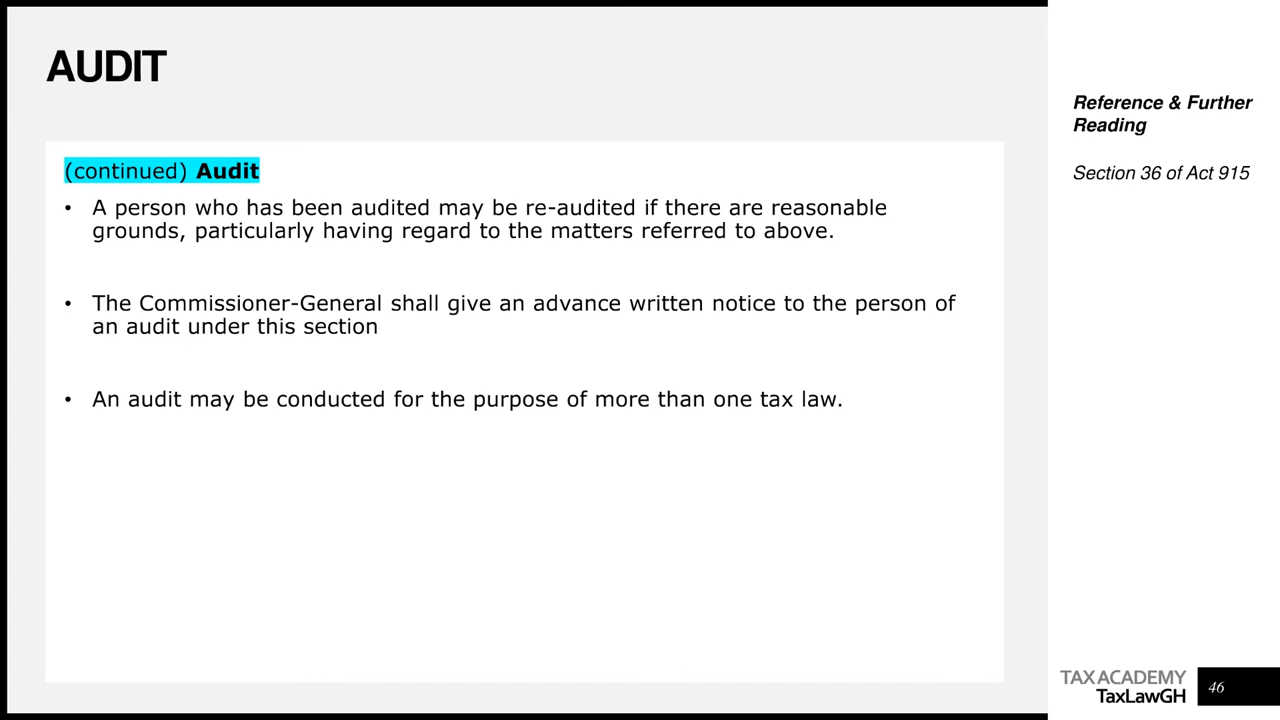 AUDIT
(continued) Audit
• A person who has been audited may be re-audited if there are reasonable
grounds, particularly having regard to the matters referred to above.
• The Commissioner-General shall give an advance written notice to the person of
an audit under this section
• An audit may be conducted for the purpose of more than one tax law.
Reference & Further
Reading
Section 36 of Act 915
TAX ACADEMY
TaxLawGH
46